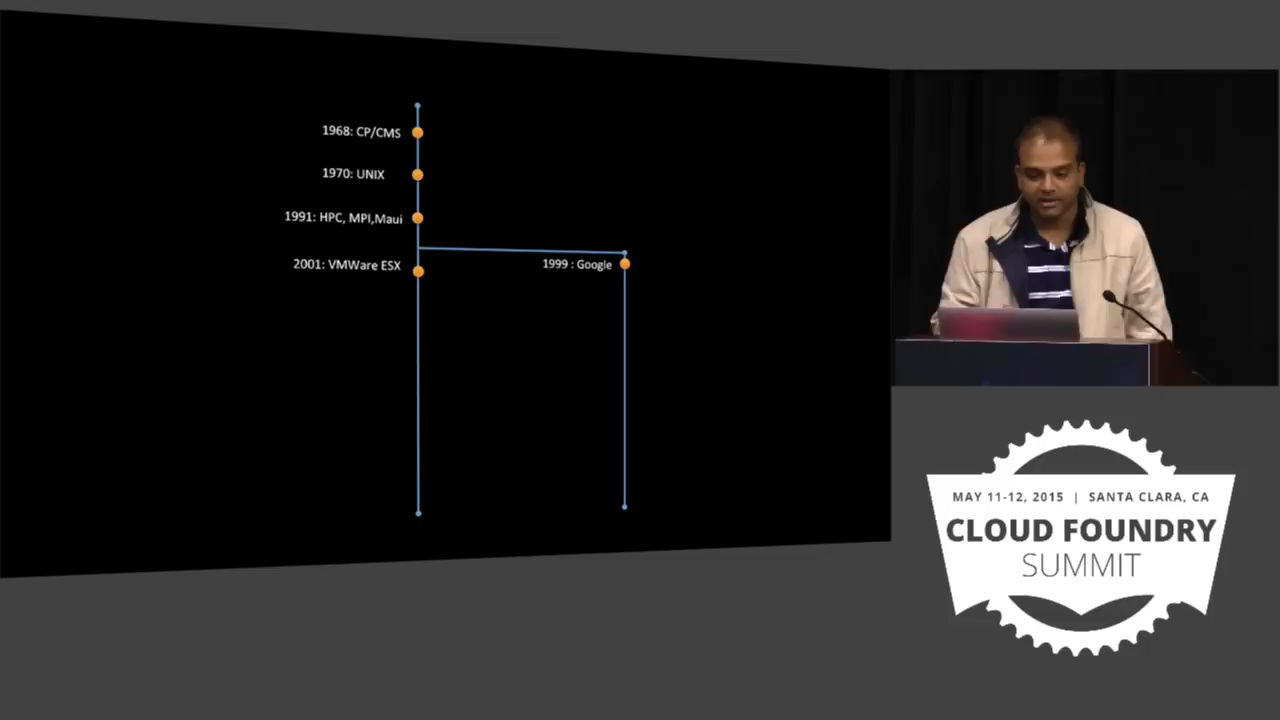 1968: CP/CMS
1970: UNIX
1991: HPC, MPI,Maui
2001: VMWare ESX
1999 : Google
MAY 11-12, 2015 | SANTA CLARA, CA
CLOUD FOUNDRY
SUMMIT